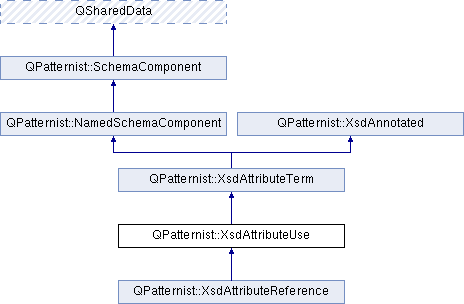 QSharedData
QPatternist::SchemaComponent
QPatternist::NamedSchemaComponent
QPatternist::XsdAnnotated
QPatternist::XsdAttributeTerm
QPatternist::XsdAttributeUse
QPatternist::XsdAttributeReference